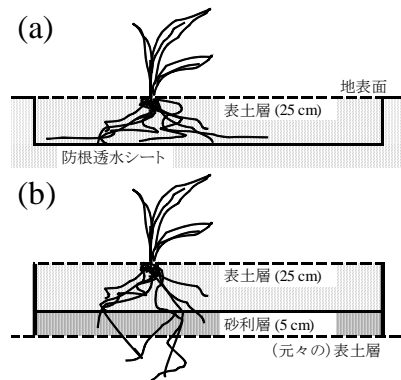 (a)
地表面
表土層 (25 cm)
防根透水シート
(b)
表土層 (25 cm)
砂利層 (5 cm)
(元々の) 表土層